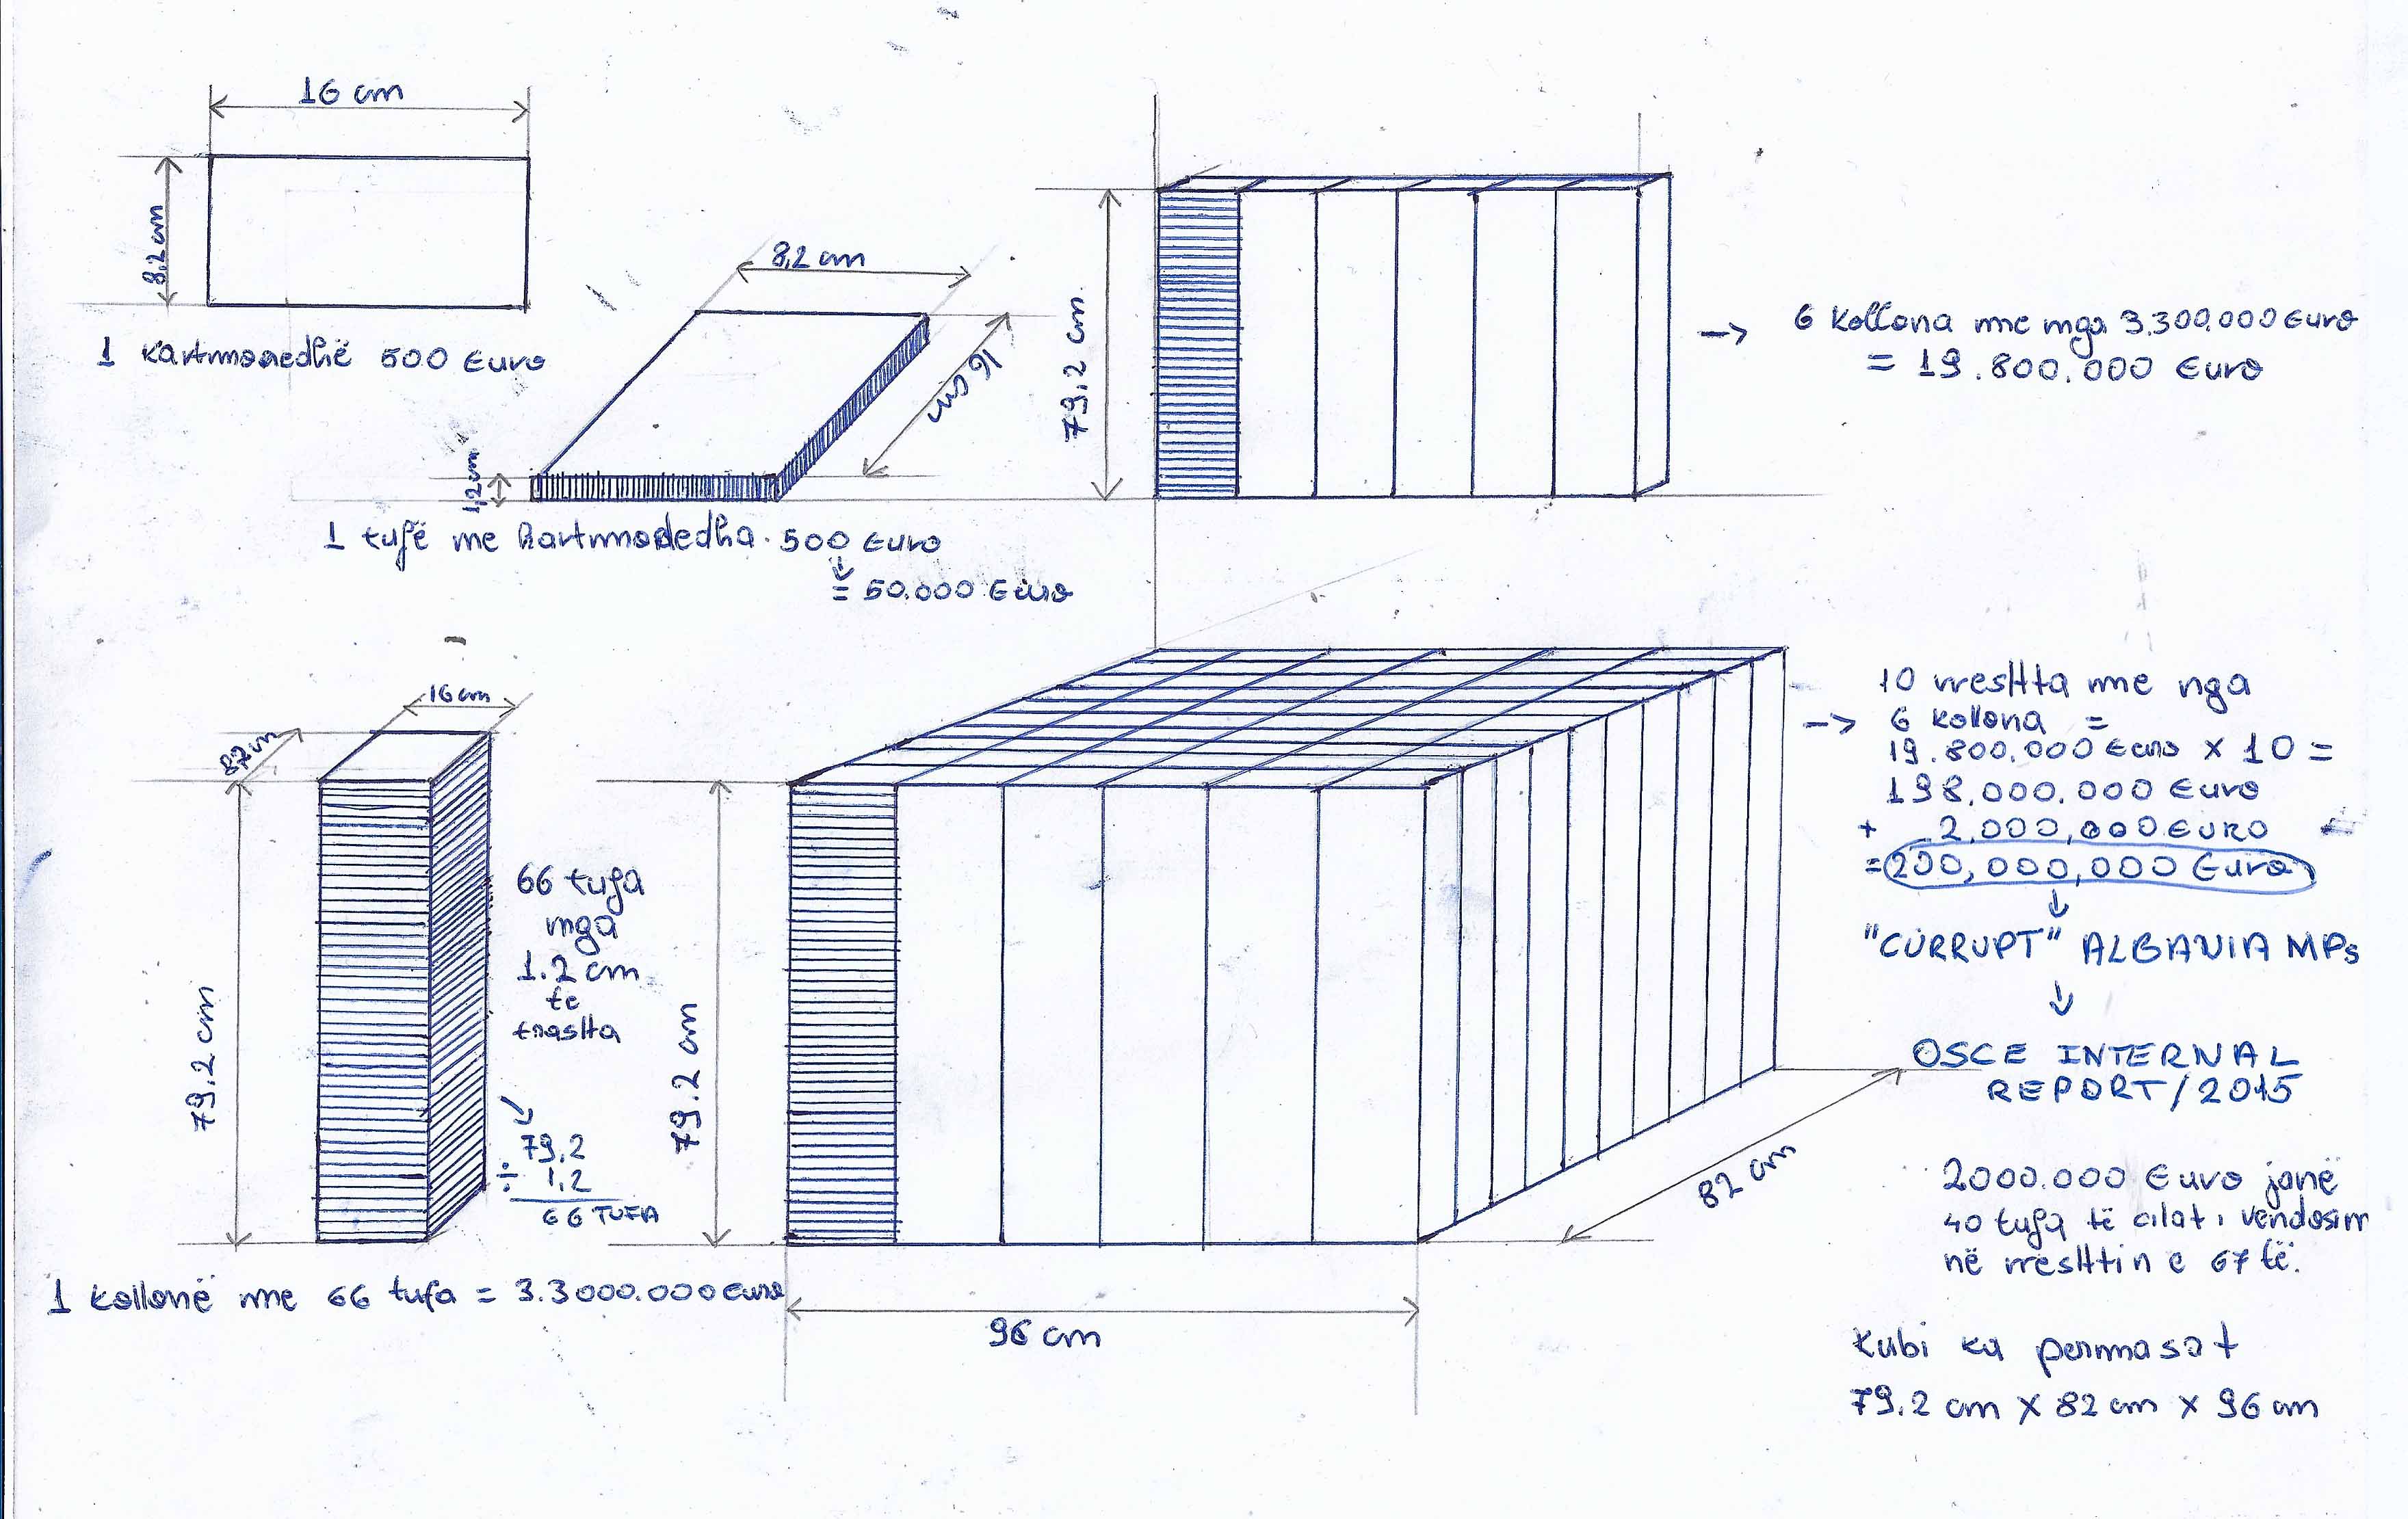 16 cm
8,2 cm
1 kartmonedhë 500 Euro
8,2 cm
16 cm
1,2 cm
1 tufë me kartmonedha 500 Euro
= 50.000 Euro
79.2 cm
6 kollona me nga 3.300.000 Euro
= 19.800.000 Euro
16 cm
79.2 cm
66 tufa
nga
1.2 cm
te
trashta
79.2
÷ 1.2
66 TUFA
1 kollonë me 66 tufa = 3.3000.000 euro
79.2 cm
96 cm
82 cm
10 rreshta me nga
6 kollona =
19.800.000 Euro x 10 =
198,000.000 Euro
+ 2,000,000 EURO
= 200,000,000 Euro
"CURRUPT" ALBANIA MPs
OSCE INTERNAL
REPORT/2015
2000.000 Euro janë
40 tufa të cilat i vendosim
në rreshtin e 67 të.
Kubi ka permasat
79.2 cm x 82 cm x 96 cm